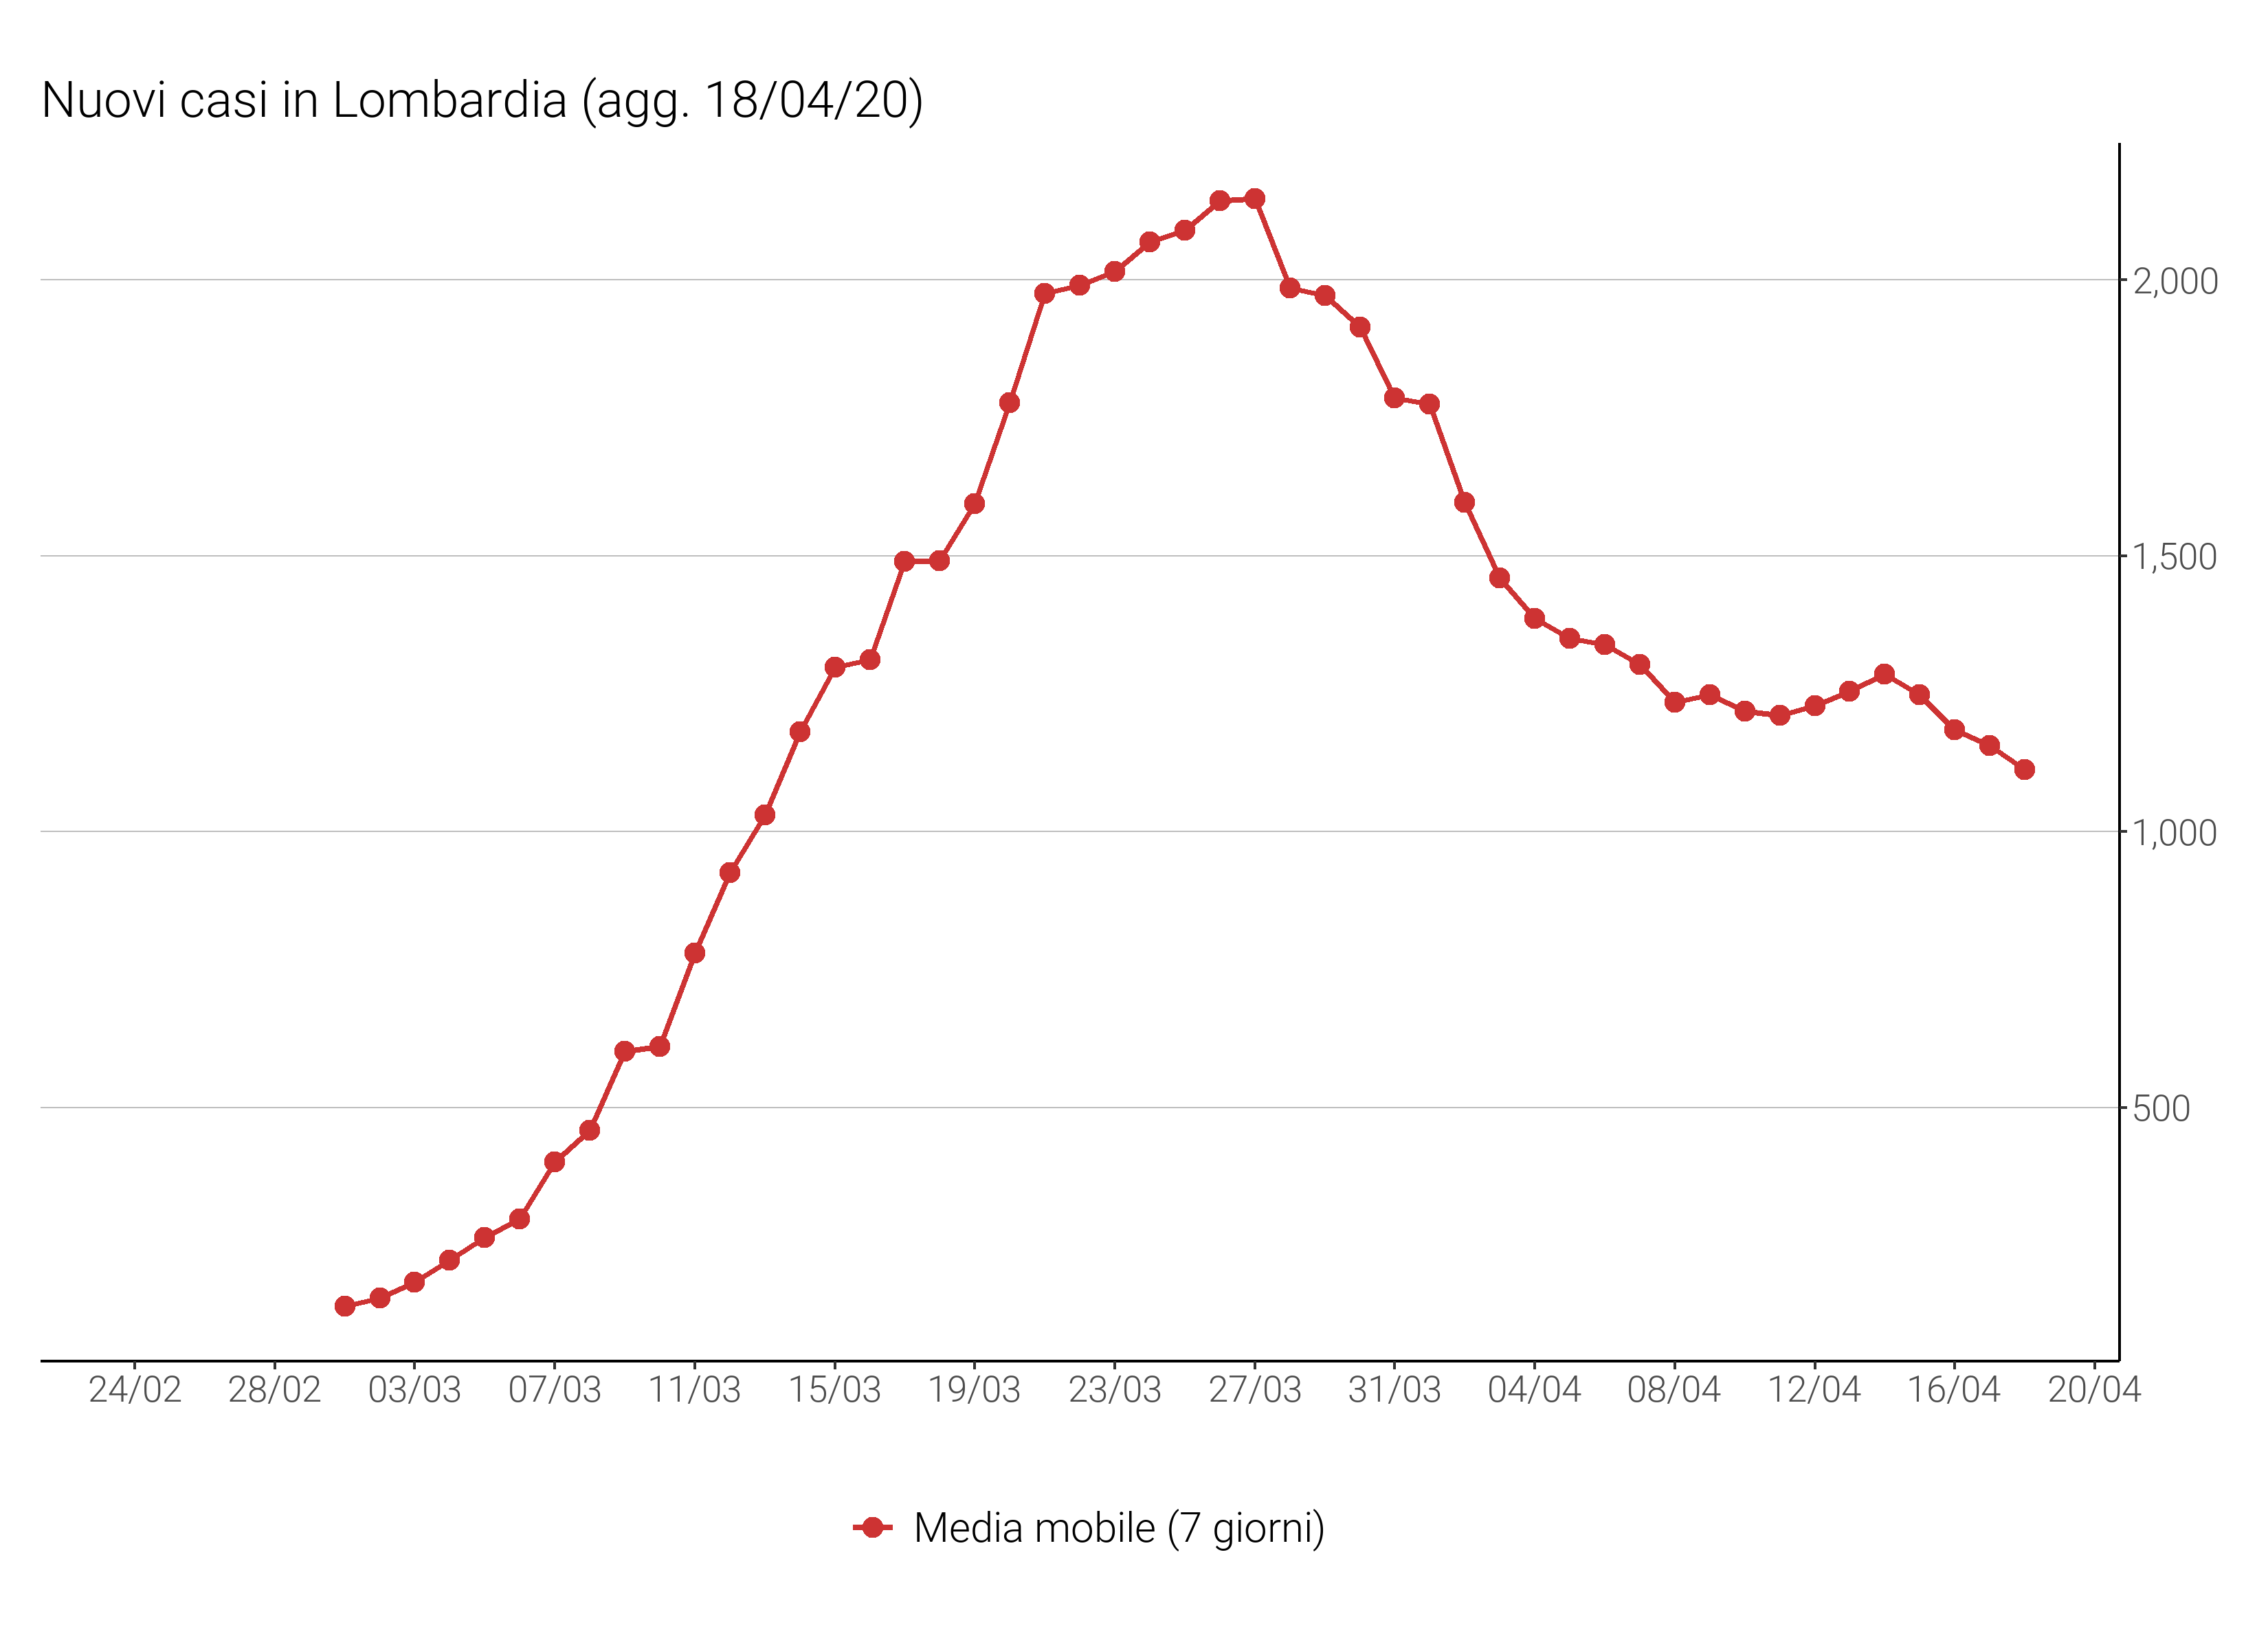 Nuovi casi in Lombardia (agg. 18/04/20)
2,000
1,500
1,000
500
24/02 28/02 03/03 07/03 11/03 15/03 19/03 23/03 27/03 31/03 04/04 08/04 12/04 16/04 20/04
Media mobile (7 giorni)